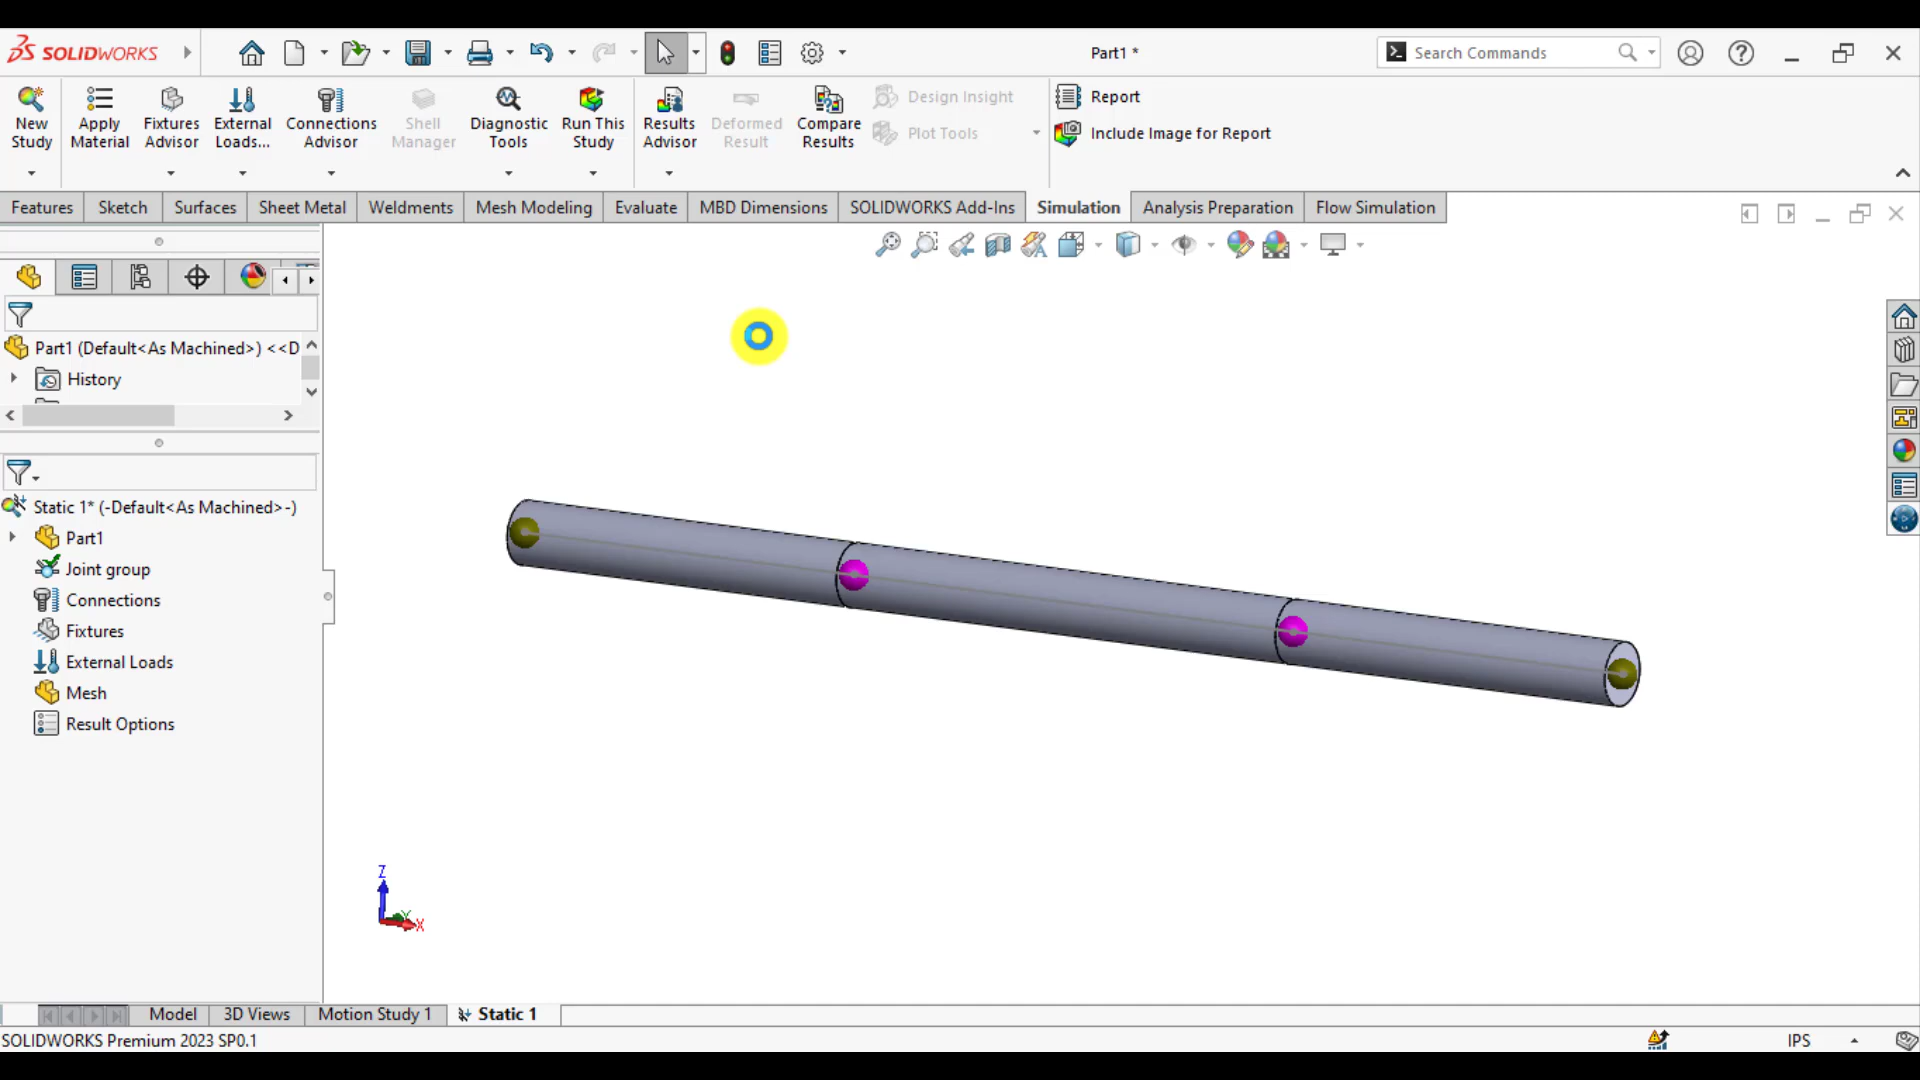 SOLIDWORKS
Part1 *
Search Commands
New Study
Apply Material
Fixtures Advisor
External Loads...
Connections Advisor
Shell Manager
Diagnostic Tools
Run This Study
Results Advisor
Deformed Result
Compare Results
Design Insight
Plot Tools
Report
Include Image for Report
Features
Sketch
Surfaces
Sheet Metal
Weldments
Mesh Modeling
Evaluate
MBD Dimensions
SOLIDWORKS Add-Ins
Simulation
Analysis Preparation
Flow Simulation
Part1 (Default<As Machined>) <<D
History
Static 1* (-Default<As Machined>-)
Part1
Joint group
Connections
Fixtures
External Loads
Mesh
Result Options
Z
Y
X
Model
3D Views
Motion Study 1
Static 1
SOLIDWORKS Premium 2023 SP0.1
IPS